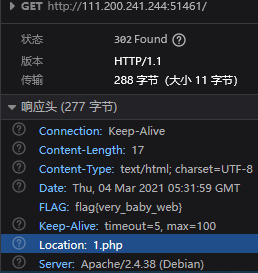 GET http://111.200.241.244:51461/
状态 302 Found
版本 HTTP/1.1
传输 288 字节 (大小 11 字节)
响应头 (277 字节)
Connection: Keep-Alive
Content-Length: 17
Content-Type: text/html; charset=UTF-8
Date: Thu, 04 Mar 2021 05:31:59 GMT
FLAG: flag{very_baby_web}
Keep-Alive: timeout=5, max=100
Location: 1.php
Server: Apache/2.4.38 (Debian)